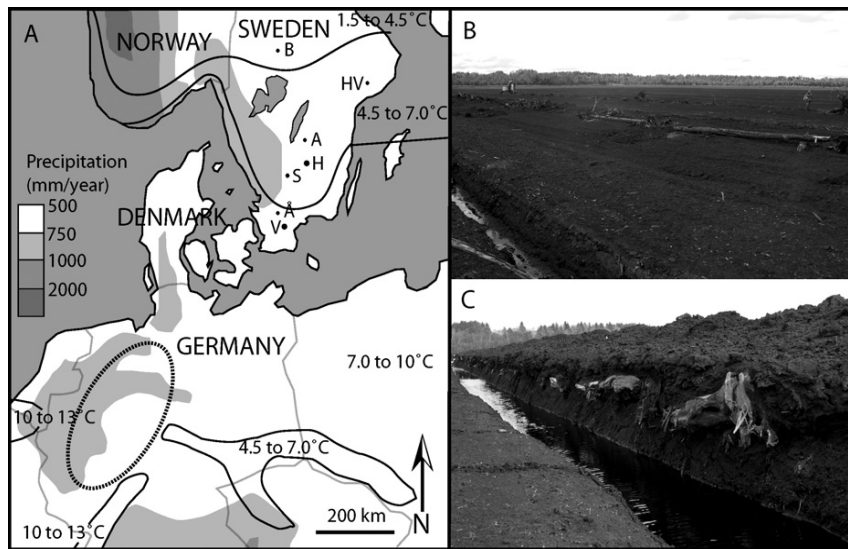 A
NORWAY
SWEDEN
1.5 to 4.5°C
B
HV
4.5 to 7.0°C
A
H
S
Å
V
Precipitation
(mm/year)
500
750
1000
2000
DENMARK
GERMANY
7.0 to 10°C
10 to 13°C
4.5 to 7.0°C
10 to 13°C
200 km
N
B
C